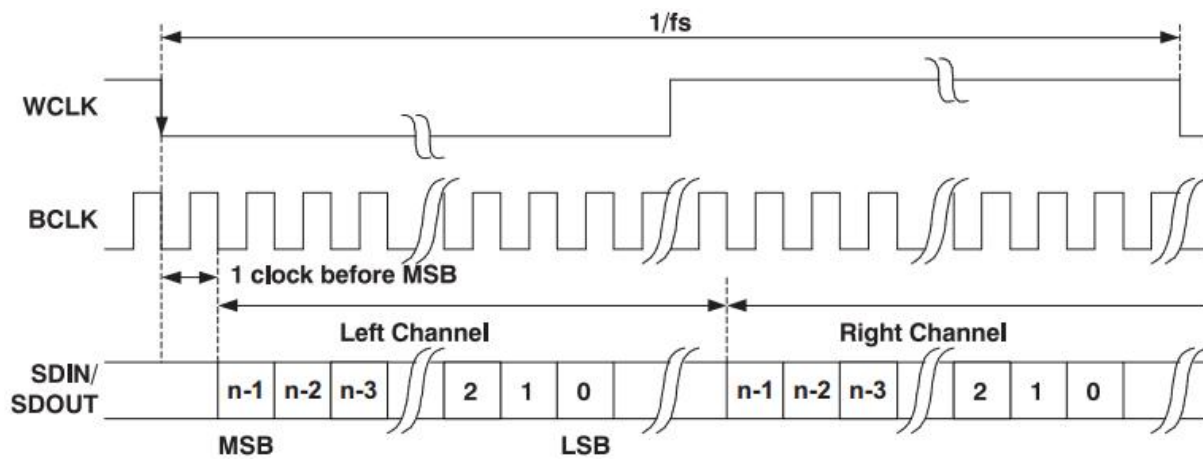 1/fs
WCLK
BCLK
1 clock before MSB
Left Channel
Right Channel
SDIN/
SDOUT
n-1 n-2 n-3 2 1 0 n-1 n-2 n-3 2 1 0
MSB LSB